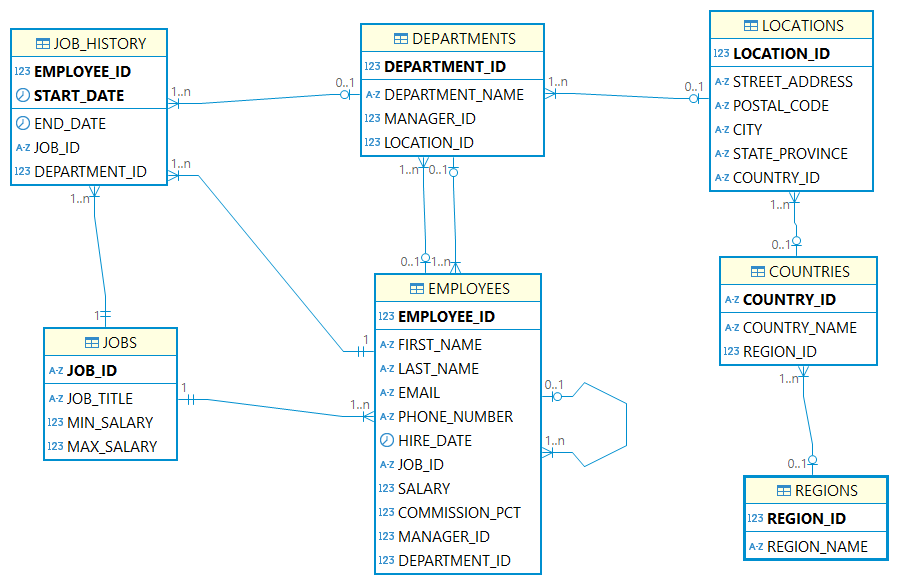 JOB_HISTORY
123 EMPLOYEE_ID
START_DATE
END_DATE
A-Z JOB_ID
123 DEPARTMENT_ID
DEPARTMENTS
123 DEPARTMENT_ID
A-Z DEPARTMENT_NAME
123 MANAGER_ID
123 LOCATION_ID
LOCATIONS
123 LOCATION_ID
A-Z STREET_ADDRESS
A-Z POSTAL_CODE
A-Z CITY
A-Z STATE_PROVINCE
A-Z COUNTRY_ID
1..n
0..1
1..n
0..1
1..n
1..n
1..n
0..1
1..n
0..1
0..1
1..n
COUNTRIES
A-Z COUNTRY_ID
A-Z COUNTRY_NAME
123 REGION_ID
EMPLOYEES
123 EMPLOYEE_ID
A-Z FIRST_NAME
A-Z LAST_NAME
A-Z EMAIL
A-Z PHONE_NUMBER
HIRE_DATE
A-Z JOB_ID
123 SALARY
123 COMMISSION_PCT
123 MANAGER_ID
123 DEPARTMENT_ID
1
1
JOBS
A-Z JOB_ID
A-Z JOB_TITLE
123 MIN_SALARY
123 MAX_SALARY
1
1..n
0..1
1..n
1..n
0..1
REGIONS
123 REGION_ID
A-Z REGION_NAME